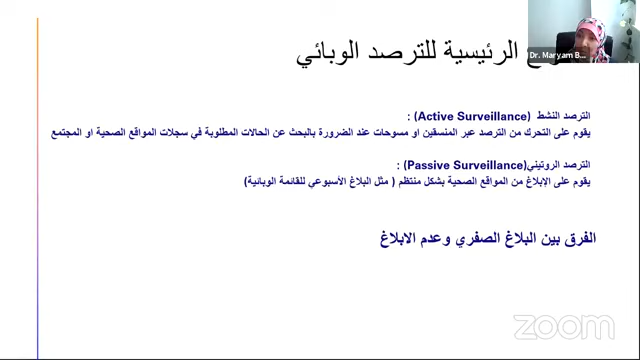 Dr. Maryam B...
الرئيسية للترصد الوبائي
الترصد النشط (Active Surveillance) :
يقوم على التحرك من الترصد عبر المنسقين او مسوحات عند الضرورة بالبحث عن الحالات المطلوبة في سجلات المواقع الصحية او المجتمع
الترصد الروتيني(Passive Surveillance) :
يقوم على الإبلاغ من المواقع الصحية بشكل منتظم ( مثل البلاغ الأسبوعي للقائمة الوبائية)
الفرق بين البلاغ الصفري وعدم الابلاغ
zoom